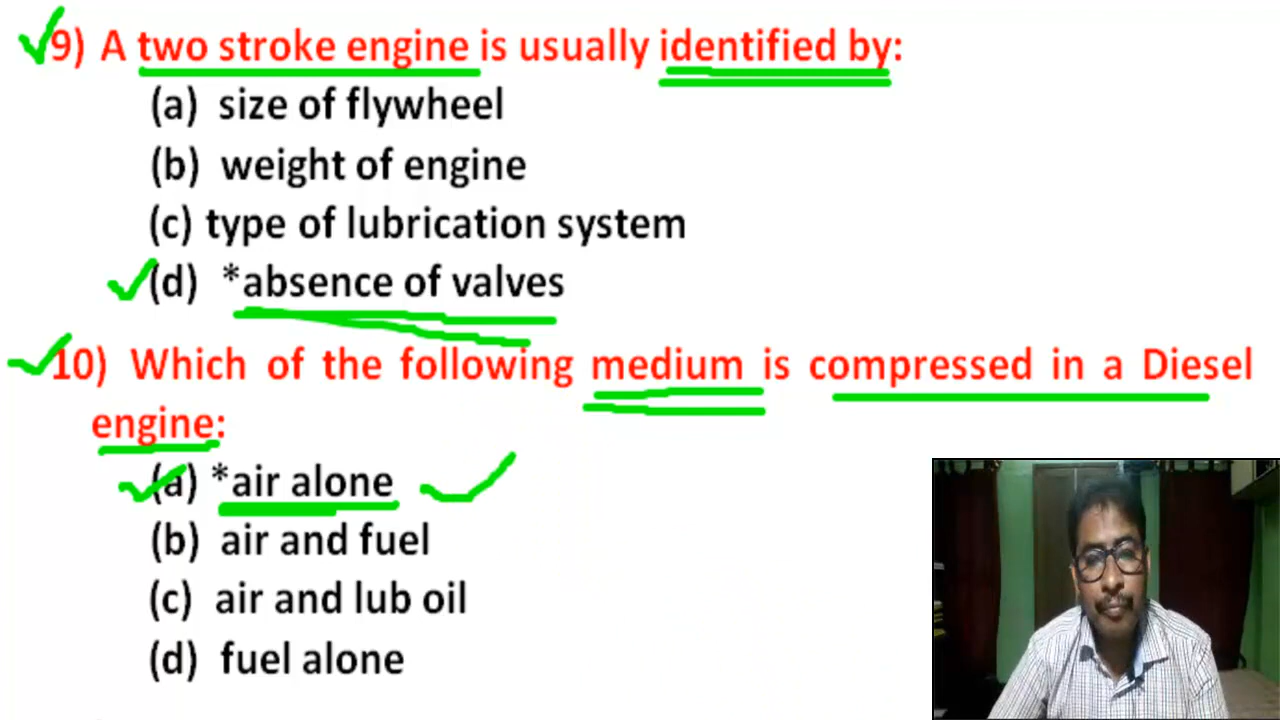 9) A two stroke engine is usually identified by:
(a) size of flywheel
(b) weight of engine
(c) type of lubrication system
(d) *absence of valves
10) Which of the following medium is compressed in a Diesel
engine:
(a) *air alone
(b) air and fuel
(c) air and lub oil
(d) fuel alone